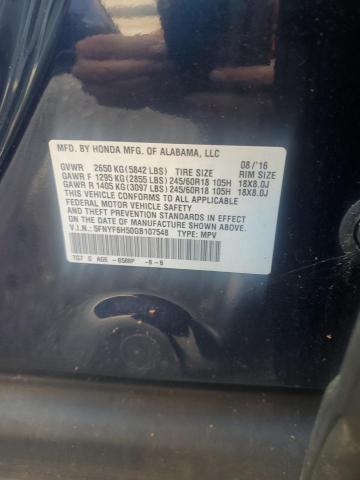 MFD. BY HONDA MFG. OF ALABAMA, LLC 08/'16
GVWR 2650 KG (5842 LBS) TIRE SIZE RIM SIZE
GAWR F 1295 KG (2855 LBS) 245/60R18 105H 18X8.0J
GAWR R 1405 KG (3097 LBS) 245/60R18 105H 18X8.0J
THIS VEHICLE CONFORMS TO ALL APPLICABLE
FEDERAL MOTOR VEHICLE SAFETY STANDARDS IN EFFECT
ON THE DATE OF MANUFACTURE SHOWN ABOVE.
V.I.N.: 5FNYF6H50GB107548 TYPE: MPV
TG7 AG6 -B588P